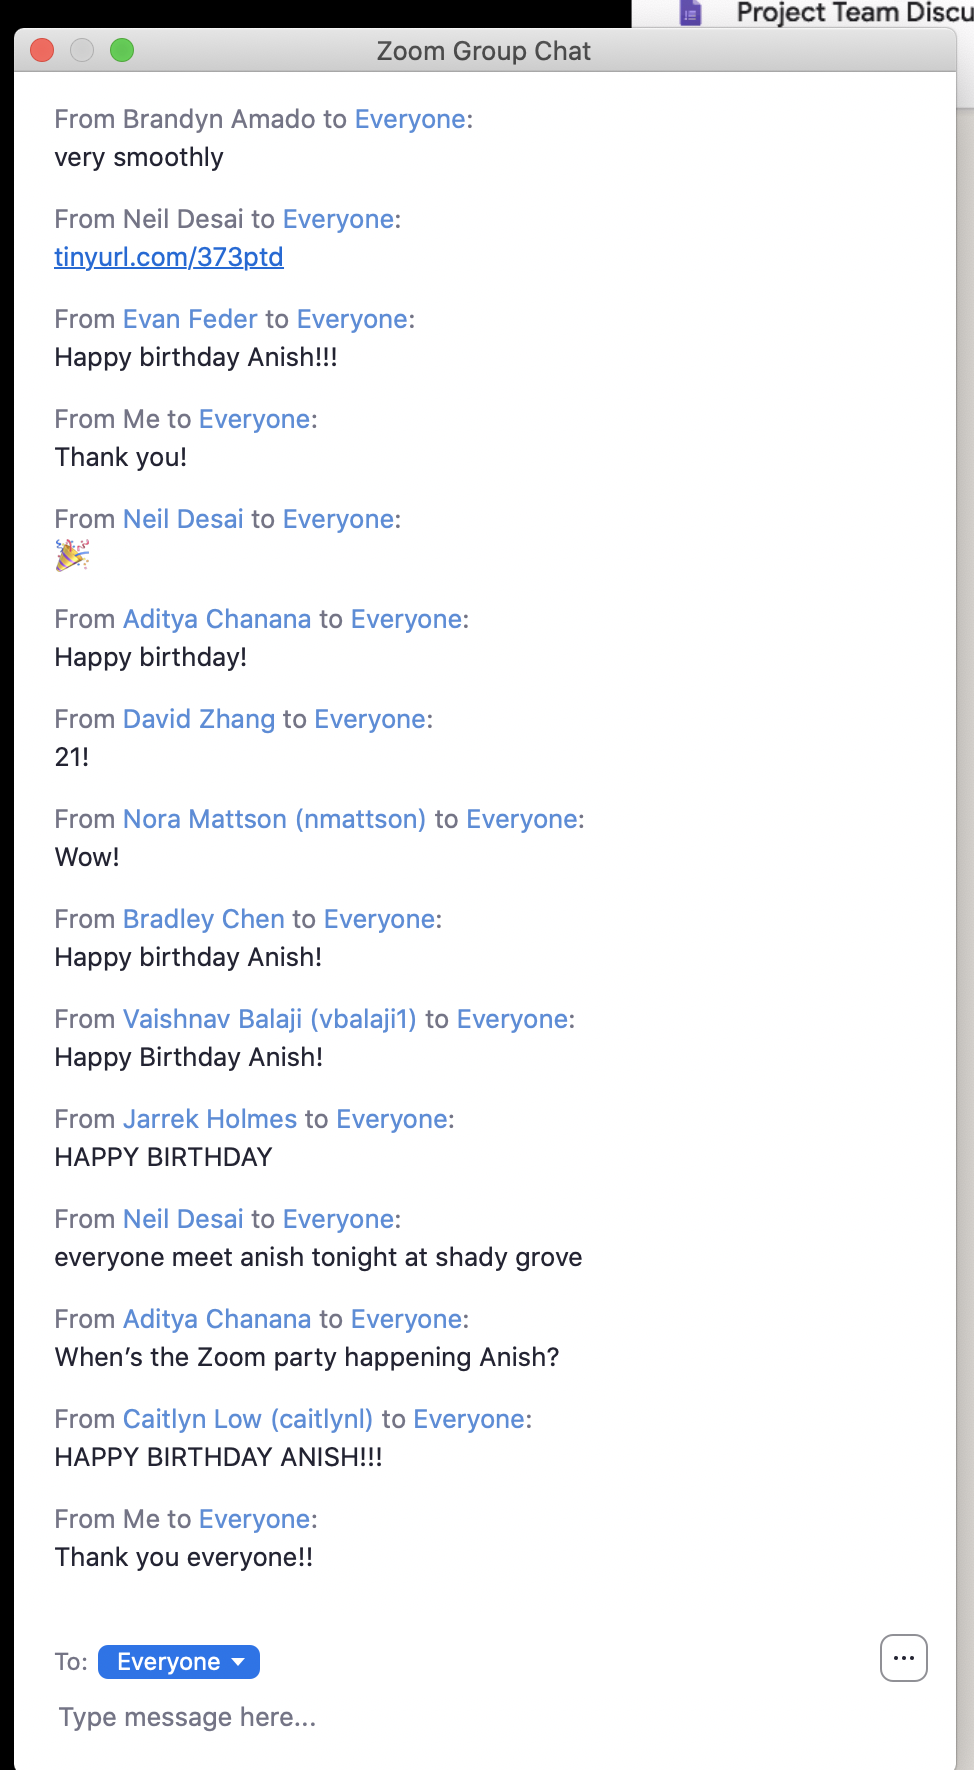 Project Team Discu
Zoom Group Chat
From Brandyn Amado to Everyone:
very smoothly
From Neil Desai to Everyone:
tinyurl.com/373ptd
From Evan Feder to Everyone:
Happy birthday Anish!!!
From Me to Everyone:
Thank you!
From Neil Desai to Everyone:
🎉
From Aditya Chanana to Everyone:
Happy birthday!
From David Zhang to Everyone:
21!
From Nora Mattson (nmattson) to Everyone:
Wow!
From Bradley Chen to Everyone:
Happy birthday Anish!
From Vaishnav Balaji (vbalaji1) to Everyone:
Happy Birthday Anish!
From Jarrek Holmes to Everyone:
HAPPY BIRTHDAY
From Neil Desai to Everyone:
everyone meet anish tonight at shady grove
From Aditya Chanana to Everyone:
When’s the Zoom party happening Anish?
From Caitlyn Low (caitlynl) to Everyone:
HAPPY BIRTHDAY ANISH!!!
From Me to Everyone:
Thank you everyone!!
To: Everyone
Type message here...